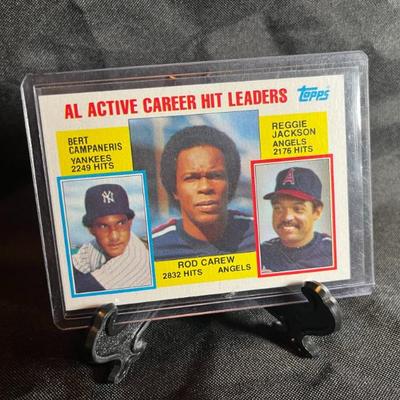 AL ACTIVE CAREER HIT LEADERS
Topps
BERT
CAMPANERIS
YANKEES
2249 HITS
REGGIE
JACKSON
ANGELS
2176 HITS
NY
A
ROD CAREW
2832 HITS ANGELS